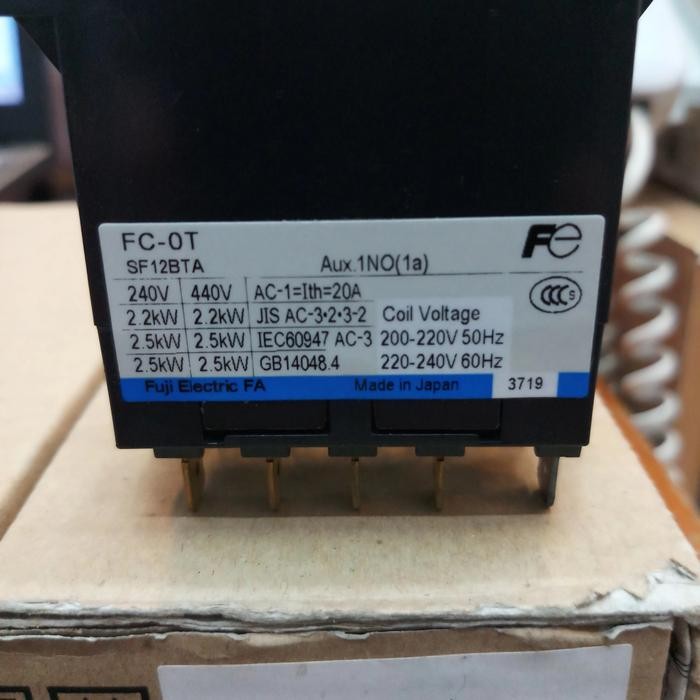 FC-0T
Fe
SF12BTA
Aux.1NO(1a)
240V 440V AC-1=Ith=20A
CCC S
2.2kW 2.2kW JIS AC-3•2•3-2 Coil Voltage
2.5kW 2.5kW IEC60947 AC-3 200-220V 50Hz
2.5kW 2.5kW GB14048.4 220-240V 60Hz
Fuji Electric FA Made in Japan 3719